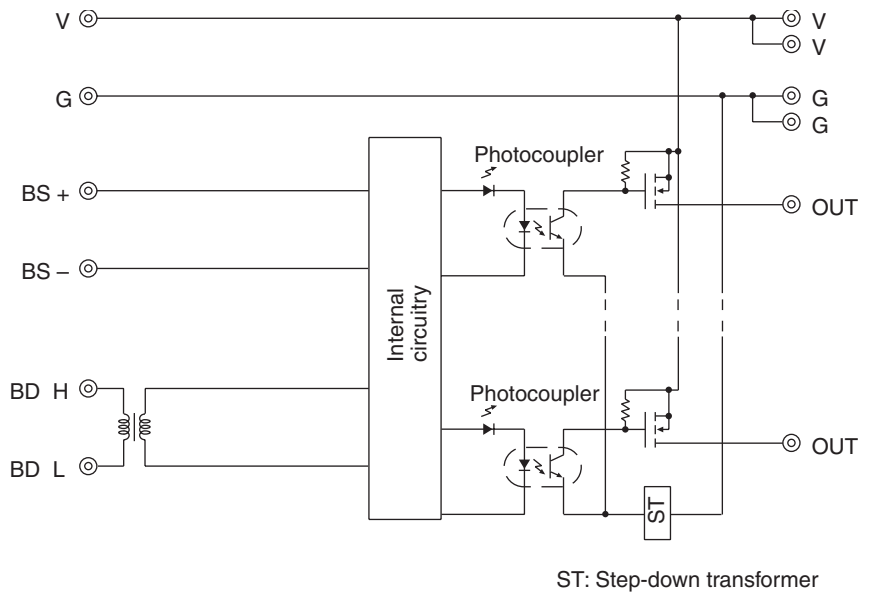 V
V
V
G
G
G
Photocoupler
BS +
OUT
BS –
Internal
circuitry
BD H
Photocoupler
BD L
OUT
ST
ST: Step-down transformer